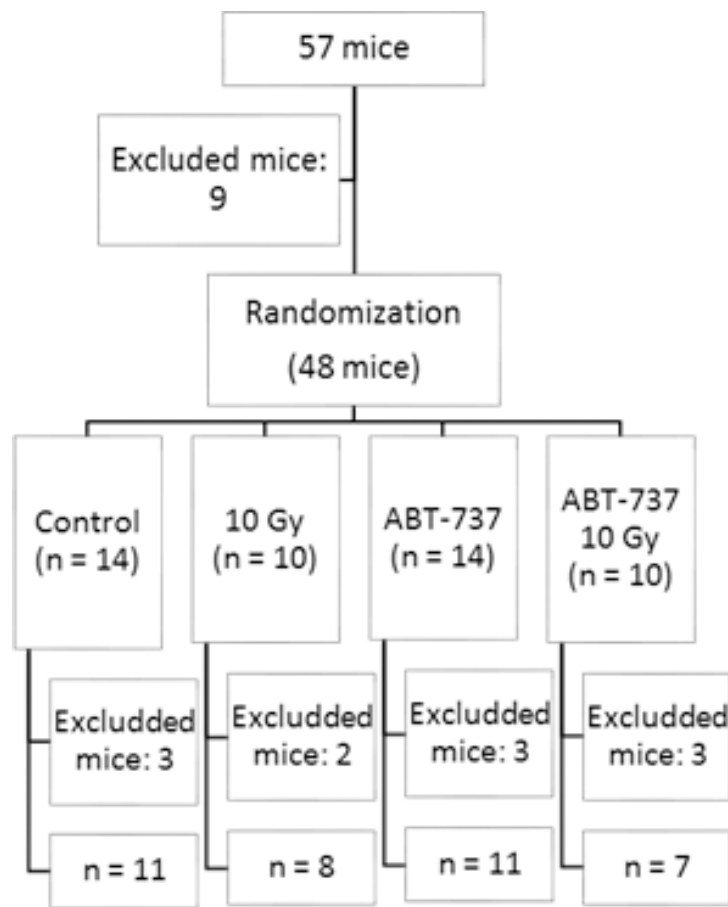 57 mice
Excluded mice:
9
Randomization
(48 mice)
Control
(n = 14)
10 Gy
(n = 10)
ABT-737
(n = 14)
ABT-737
10 Gy
(n = 10)
Excludded
mice: 3
Excludded
mice: 2
Excludded
mice: 3
Excludded
mice: 3
n = 11
n = 8
n = 11
n = 7